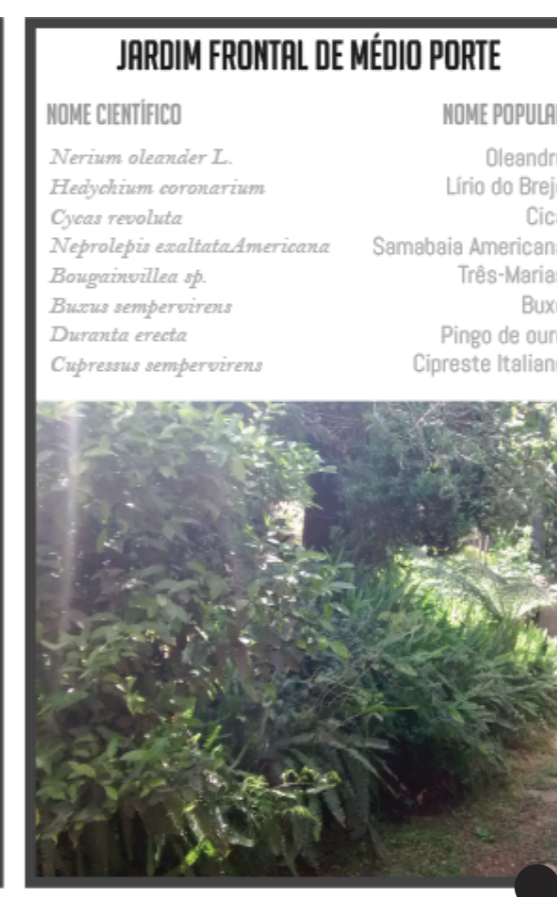 JARDIM FRONTAL DE MÉDIO PORTE
NOME CIENTÍFICO NOME POPULA
Nerium oleander L. Oleandr
Hedychium coronarium Lírio do Brej
Cycas revoluta Cic
Neprolepis exaltataAmericana Samabaia American
Bougainvillea sp. Três-Maria
Buxus sempervirens Bux
Duranta erecta Pingo de our
Cupressus sempervirens Cipreste Italian